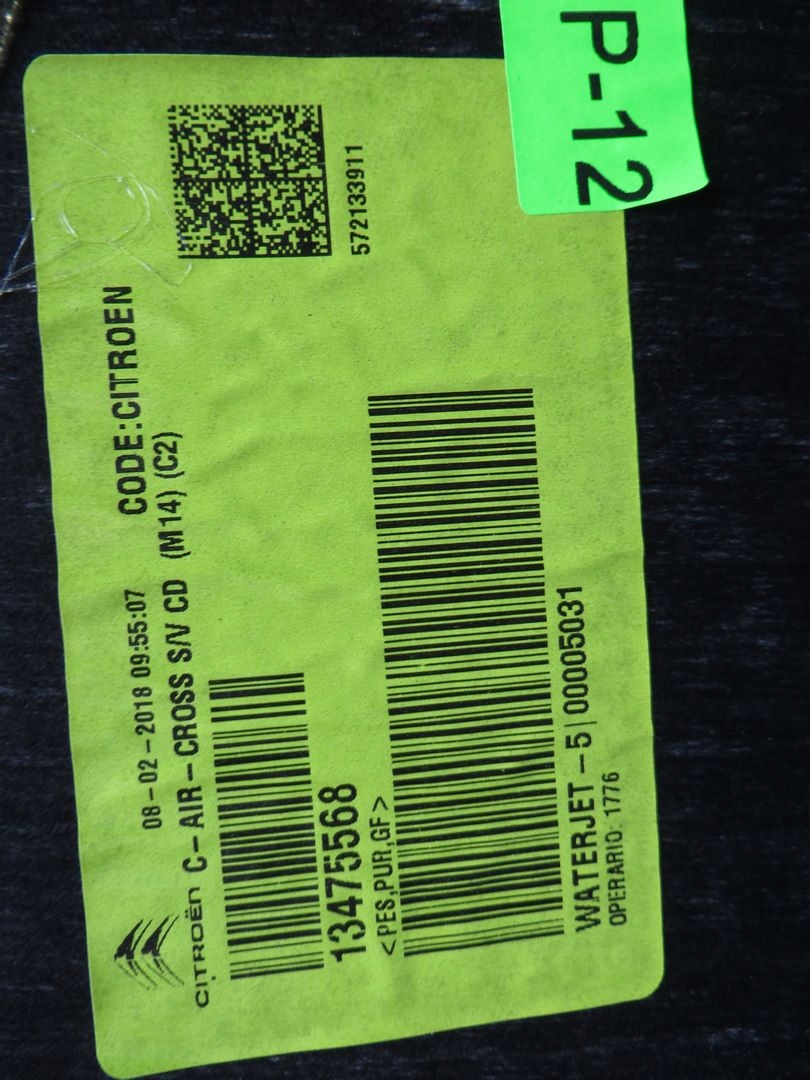 P-12
572133911
08-02-2018 09:55:07 CODE:CITROEN
CITROËN C-AIR-CROSS S/V CD (M14) (C2)
13475568
<PES,PUR,GF>
WATERJET-5|00005031
OPERARIO: 1776